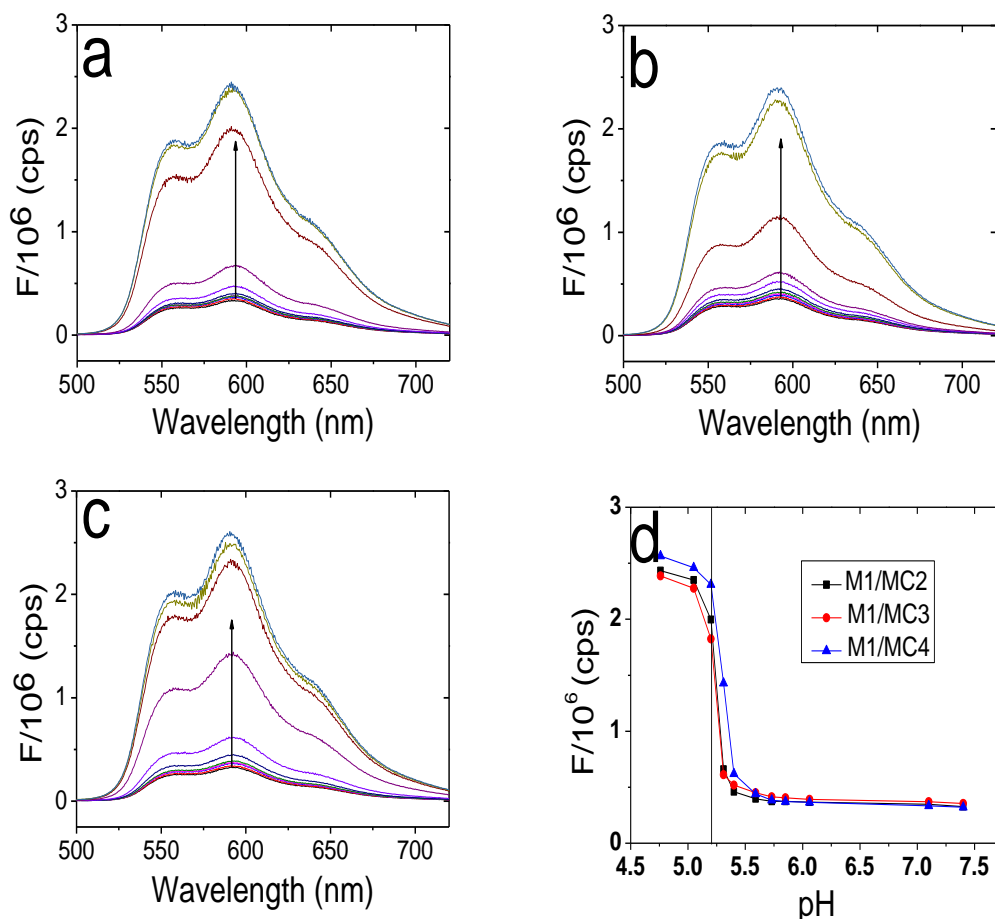 a
3
2
1
0
F/10⁶ (cps)
500 550 600 650 700
Wavelength (nm)
b
3
2
1
0
F/10⁶ (cps)
500 550 600 650 700
Wavelength (nm)
c
3
2
1
0
F/10⁶ (cps)
500 550 600 650 700
Wavelength (nm)
d
3
2
1
0
F/10⁶ (cps)
M1/MC2
M1/MC3
M1/MC4
4.5 5.0 5.5 6.0 6.5 7.0 7.5
pH